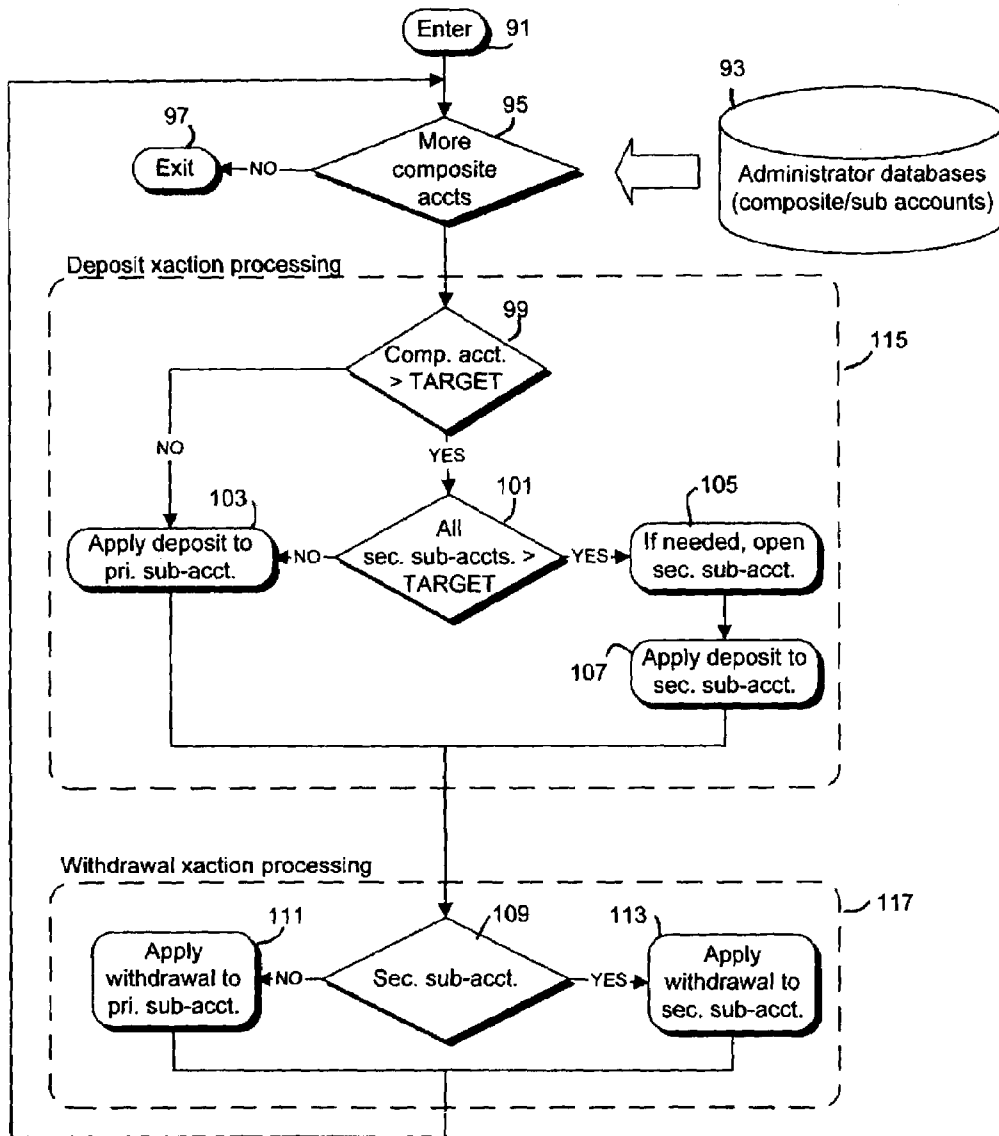 Enter
91
93
97
95
More
composite
accts
Exit
NO
Administrator databases
(composite/sub accounts)
Deposit xaction processing
99
Comp. acct.
> TARGET
115
NO
YES
103
101
105
Apply deposit to
pri. sub-acct.
NO
All
sec. sub-accts. >
TARGET
YES
If needed, open
sec. sub-acct.
107
Apply deposit to
sec. sub-acct.
Withdrawal xaction processing
111
109
113
117
Apply
withdrawal to
pri. sub-acct.
NO
Sec. sub-acct.
YES
Apply
withdrawal to
sec. sub-acct.